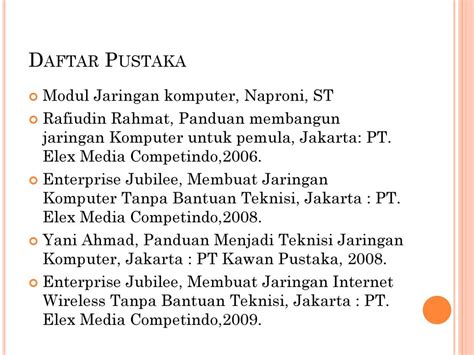 DAFTAR PUSTAKA
Modul Jaringan komputer, Naproni, ST
Rafiudin Rahmat, Panduan membangun
jaringan Komputer untuk pemula, Jakarta: PT.
Elex Media Competindo,2006.
Enterprise Jubilee, Membuat Jaringan
Komputer Tanpa Bantuan Teknisi, Jakarta : PT.
Elex Media Competindo,2008.
Yani Ahmad, Panduan Menjadi Teknisi Jaringan
Komputer, Jakarta : PT Kawan Pustaka, 2008.
Enterprise Jubilee, Membuat Jaringan Internet
Wireless Tanpa Bantuan Teknisi, Jakarta : PT.
Elex Media Competindo,2009.